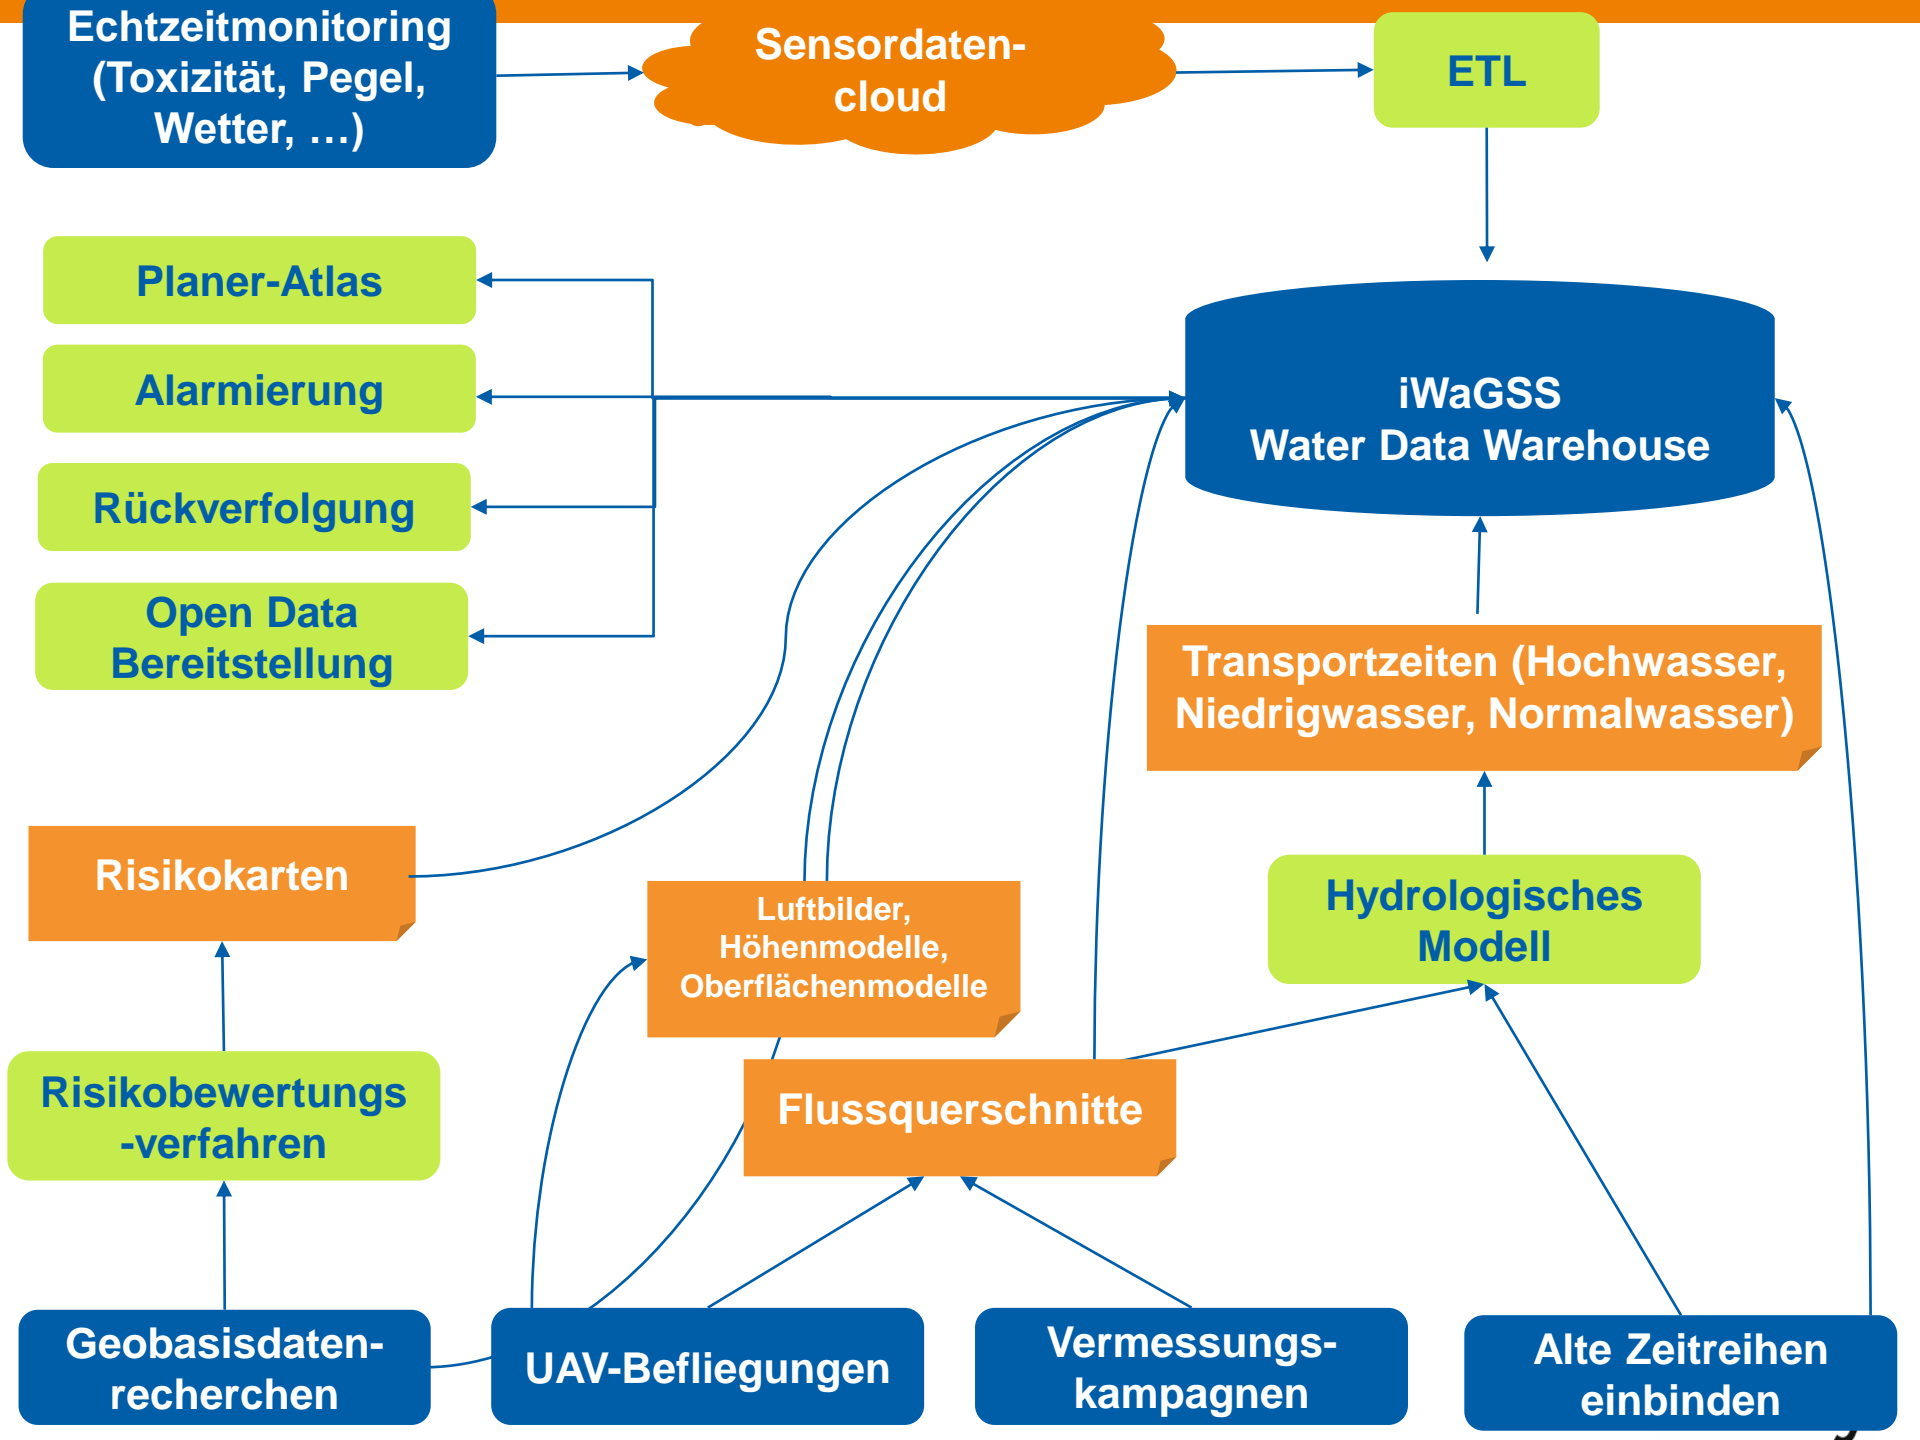 Echtzeitmonitoring
(Toxizität, Pegel,
Wetter, …)
Sensordaten-
cloud
ETL
Planer-Atlas
Alarmierung
Rückverfolgung
Open Data
Bereitstellung
iWaGSS
Water Data Warehouse
Transportzeiten (Hochwasser,
Niedrigwasser, Normalwasser)
Risikokarten
Luftbilder,
Höhenmodelle,
Oberflächenmodelle
Hydrologisches
Modell
Risikobewertungs
-verfahren
Flussquerschnitte
Geobasisdaten-
recherchen
UAV-Befliegungen
Vermessungs-
kampagnen
Alte Zeitreihen
einbinden